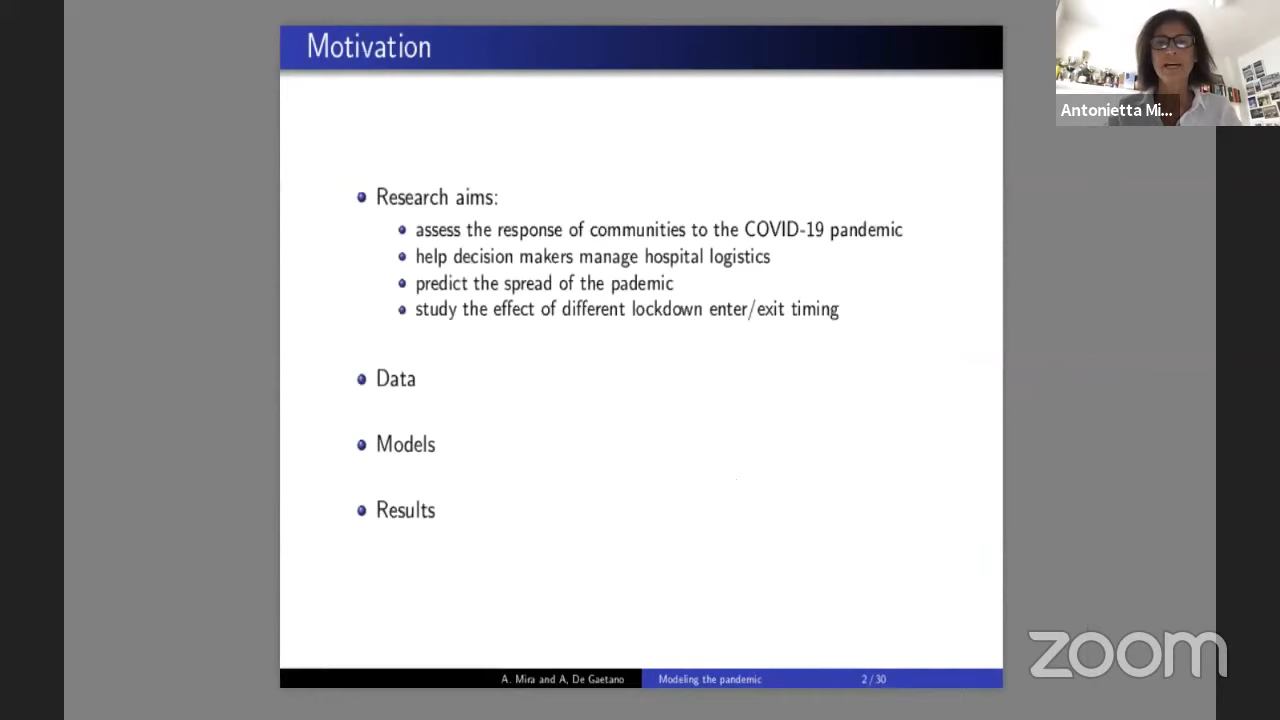 Motivation
Antonietta Mi...
Research aims:
assess the response of communities to the COVID-19 pandemic
help decision makers manage hospital logistics
predict the spread of the pademic
study the effect of different lockdown enter/exit timing
Data
Models
Results
zoom
A. Mira and A, De Gaetano
Modeling the pandemic
2 / 30